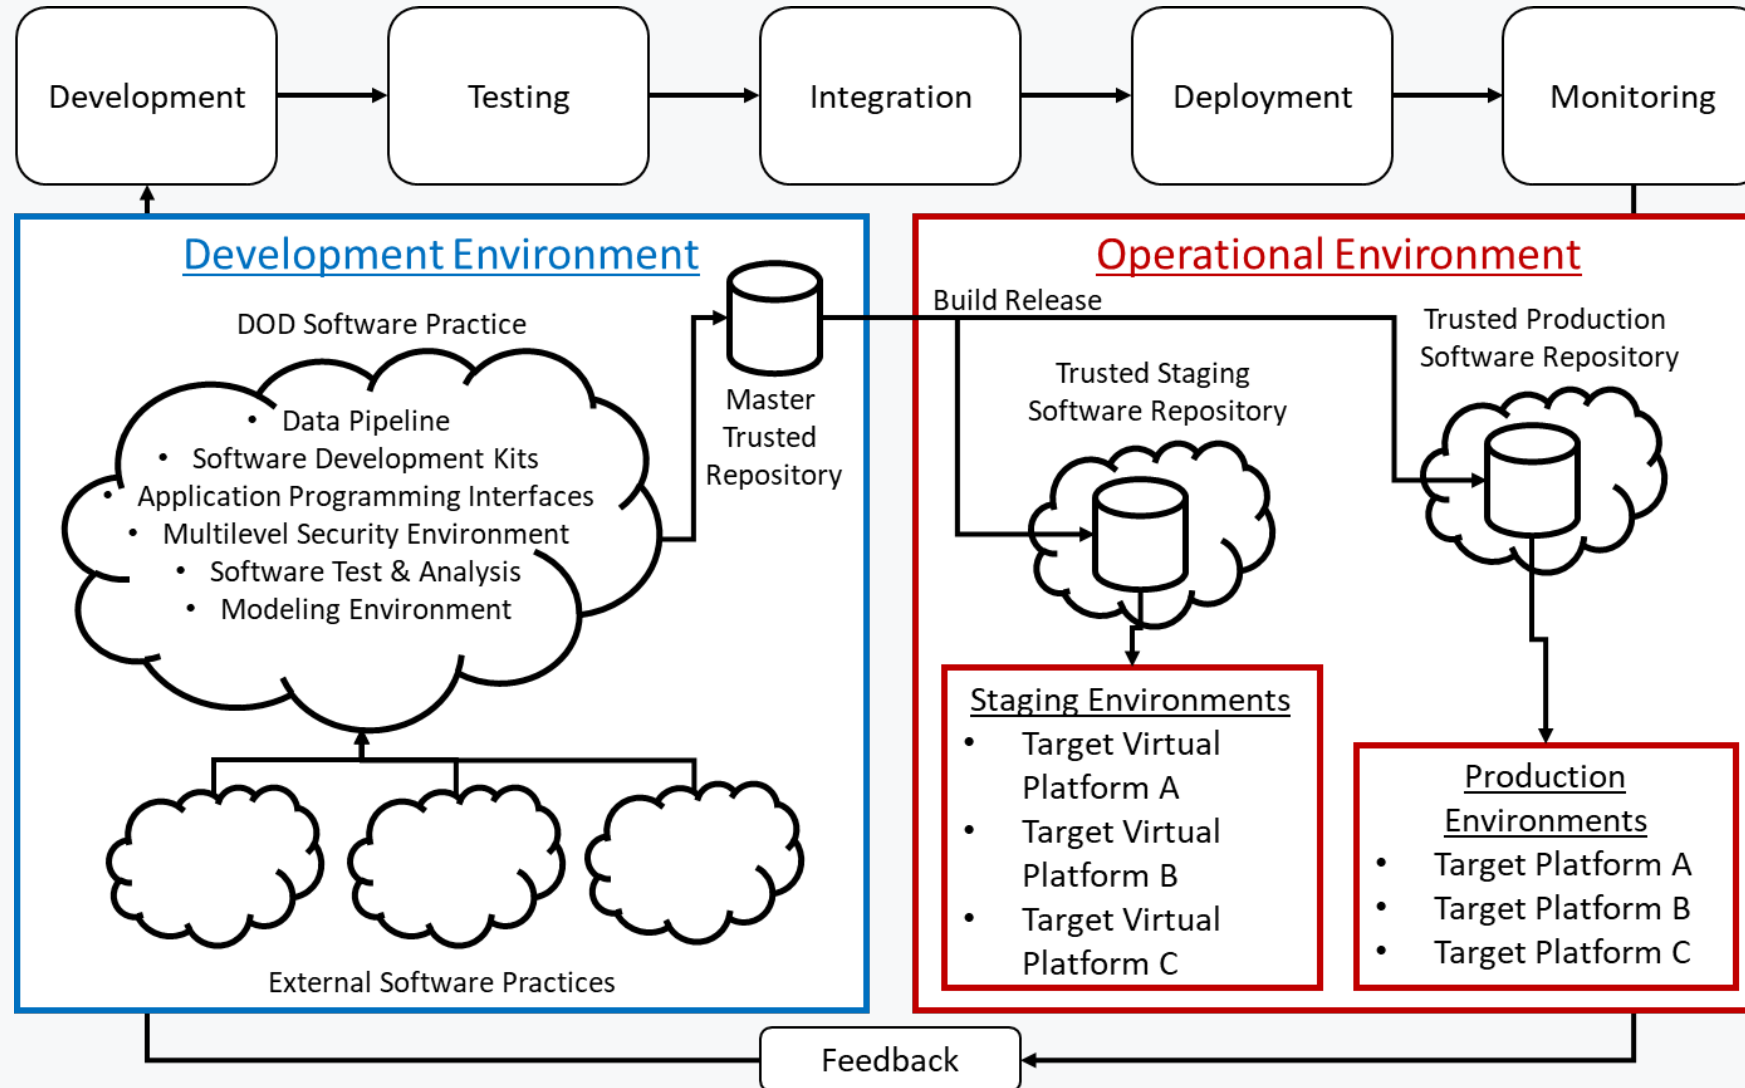 Development
Testing
Integration
Deployment
Monitoring
Development Environment
DOD Software Practice
• Data Pipeline
• Software Development Kits
• Application Programming Interfaces
• Multilevel Security Environment
• Software Test & Analysis
• Modeling Environment
Master
Trusted
Repository
External Software Practices
Operational Environment
Build Release
Trusted Staging
Software Repository
Trusted Production
Software Repository
Staging Environments
• Target Virtual
Platform A
• Target Virtual
Platform B
• Target Virtual
Platform C
Production
Environments
• Target Platform A
• Target Platform B
• Target Platform C
Feedback